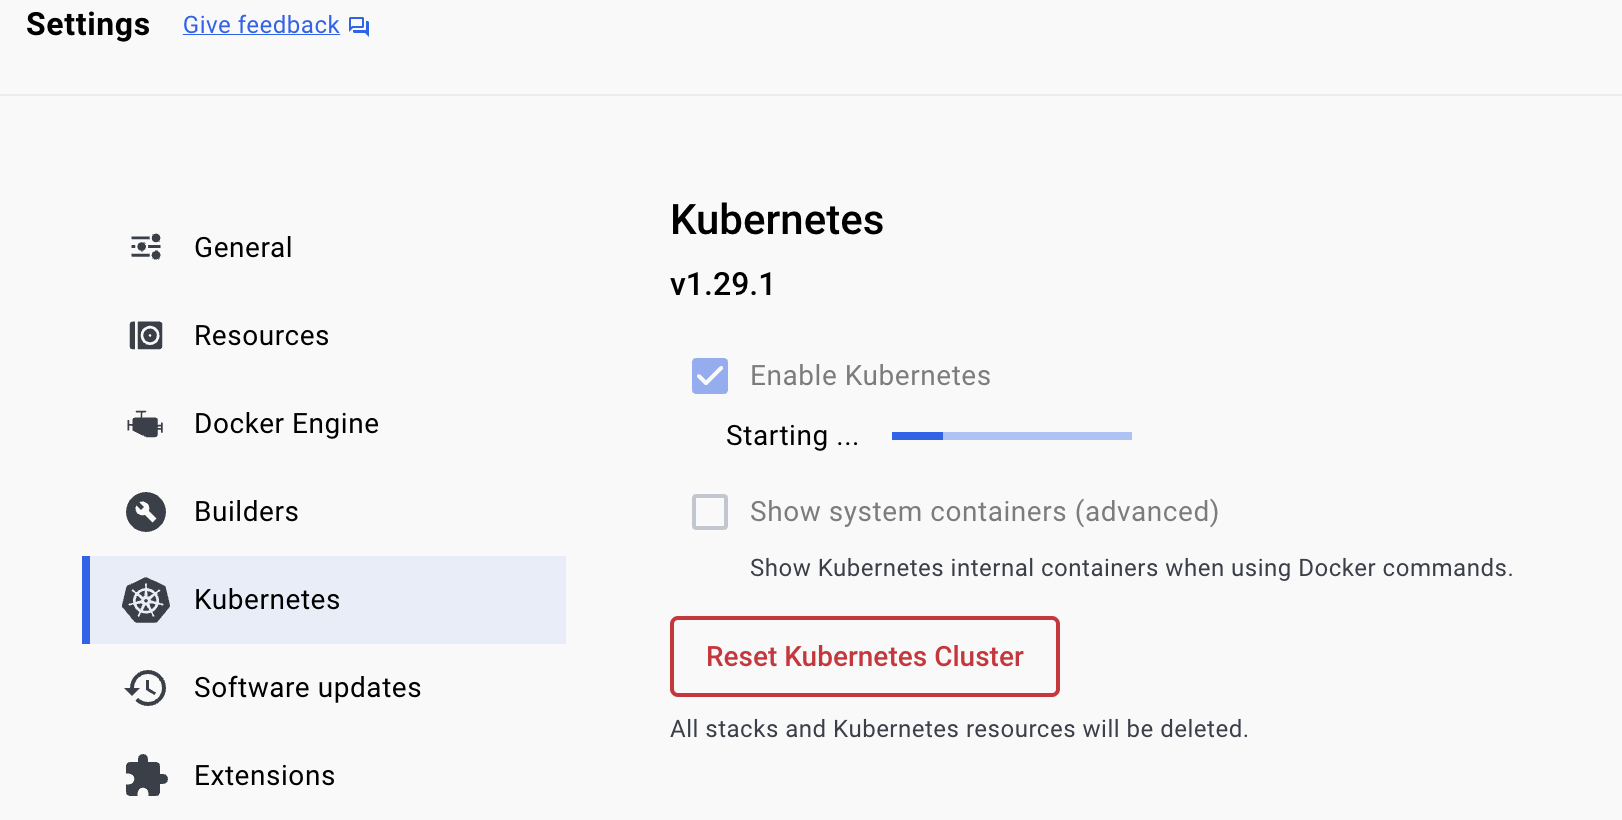 Settings Give feedback
General
Resources
Docker Engine
Builders
Kubernetes
Software updates
Extensions
Kubernetes
v1.29.1
Enable Kubernetes
Starting ...
Show system containers (advanced)
Show Kubernetes internal containers when using Docker commands.
Reset Kubernetes Cluster
All stacks and Kubernetes resources will be deleted.